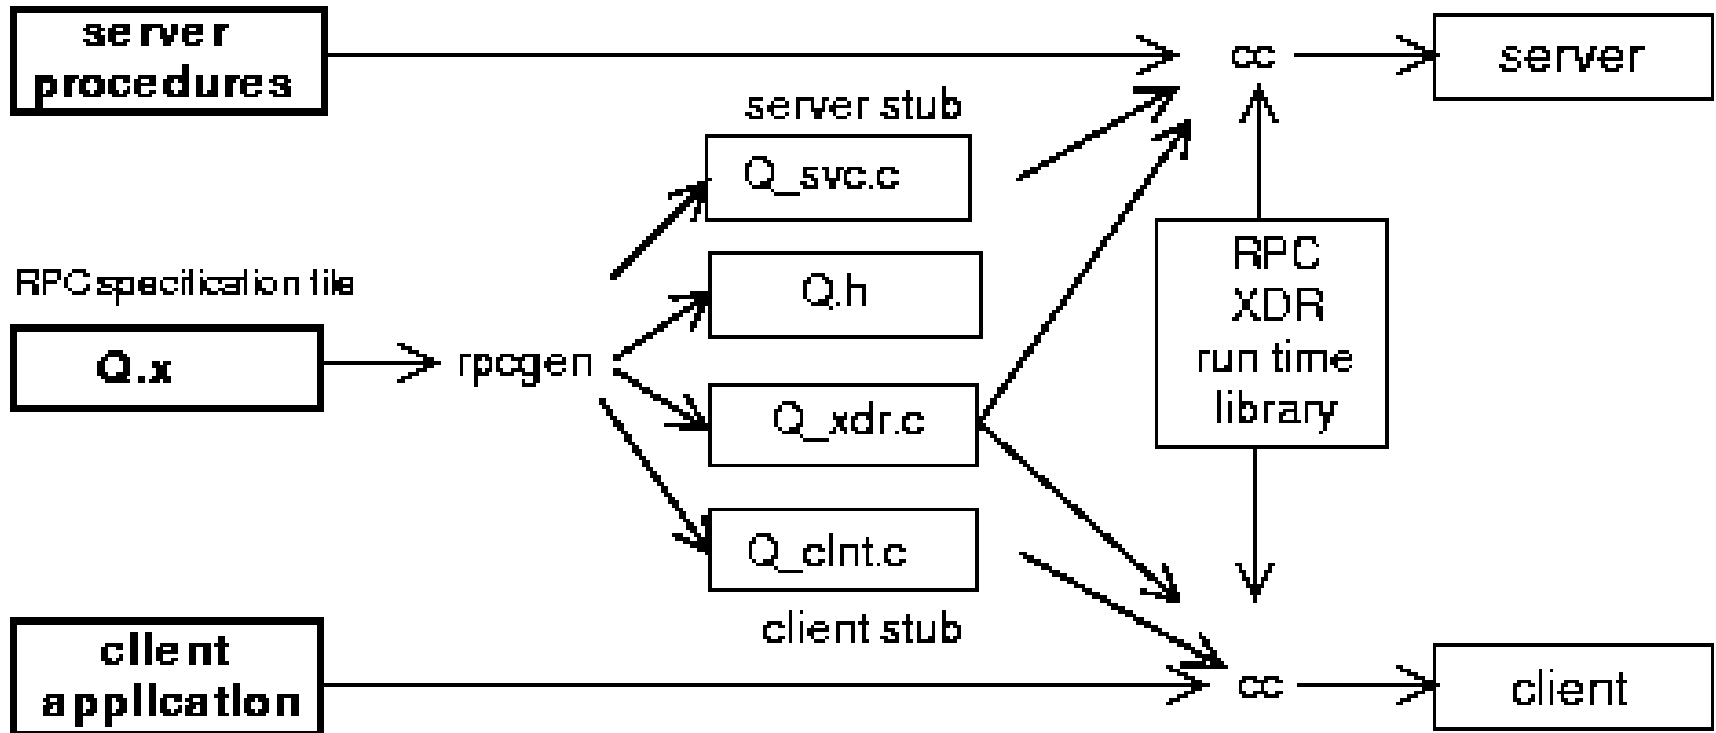 server
procedures
cc
server
server stub
Q_svc.c
RPC specification file
Q.h
RPC
XDR
run time
library
Q.x
rpcgen
Q_xdr.c
Q_clnt.c
client stub
client
application
cc
client